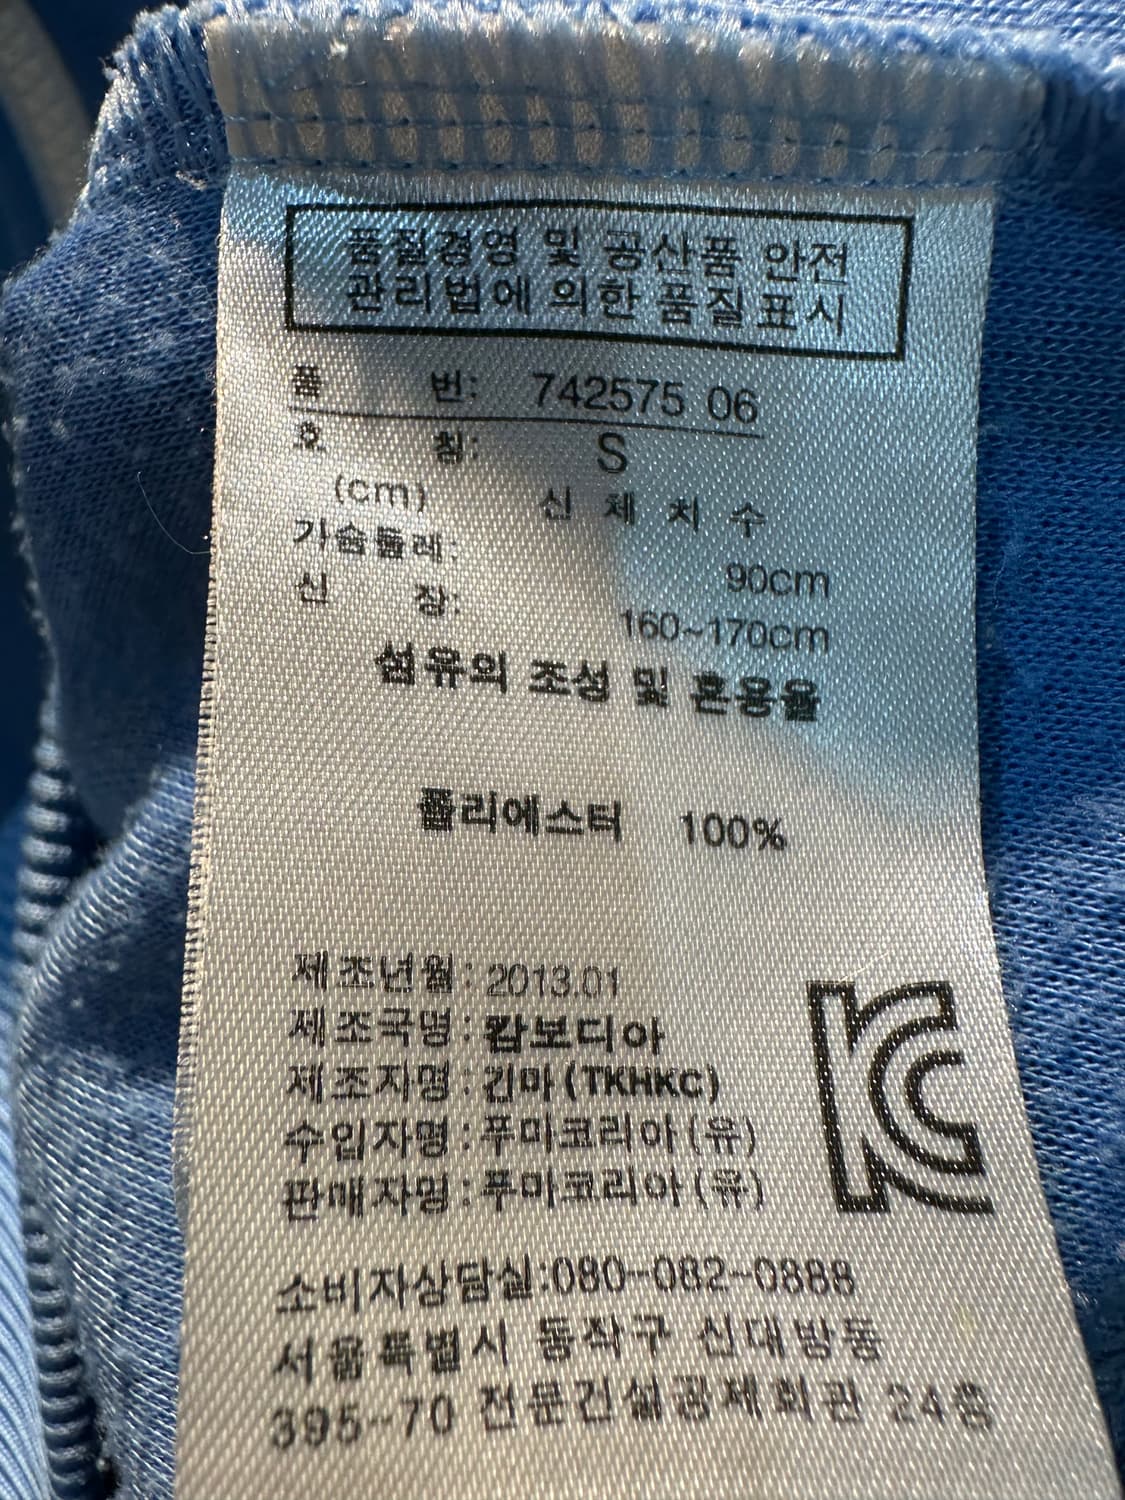 품질경영 및 공산품 안전
관리법에 의한 품질표시
품 번: 742575 06
호 칭: S
(cm) 신 체 치 수
가슴둘레: 90cm
신 장: 160~170cm
섬유의 조성 및 혼용율
폴리에스터 100%
제조년월: 2013.01
제조국명: 캄보디아
제조자명: 긴마(TKHKC)
수입자명: 푸마코리아(유)
판매자명: 푸마코리아(유)
소비자상담실:080-082-0888
서울특별시 동작구 신대방동
395-70 전문건설공제회관 24층
KC